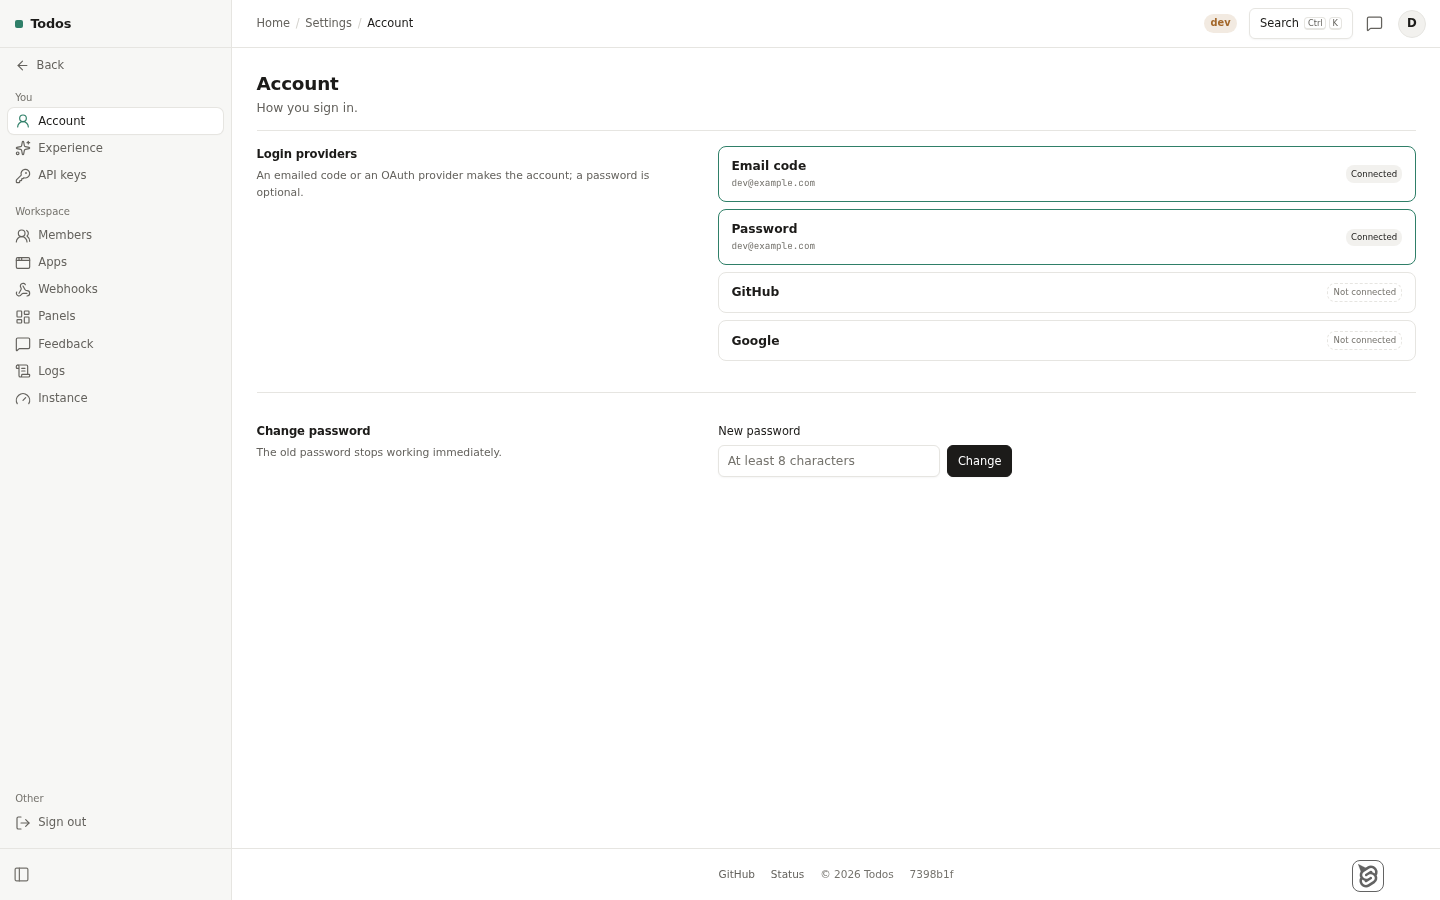 Todos
Home / Settings / Account
dev
Search Ctrl K
D
Back
You
Account
Experience
API keys
Workspace
Members
Apps
Webhooks
Panels
Feedback
Logs
Instance
Other
Sign out
Account
How you sign in.
Login providers
An emailed code or an OAuth provider makes the account; a password is
optional.
Email code
dev@example.com
Connected
Password
dev@example.com
Connected
GitHub
Not connected
Google
Not connected
Change password
The old password stops working immediately.
New password
At least 8 characters
Change
GitHub Status © 2026 Todos 7398b1f